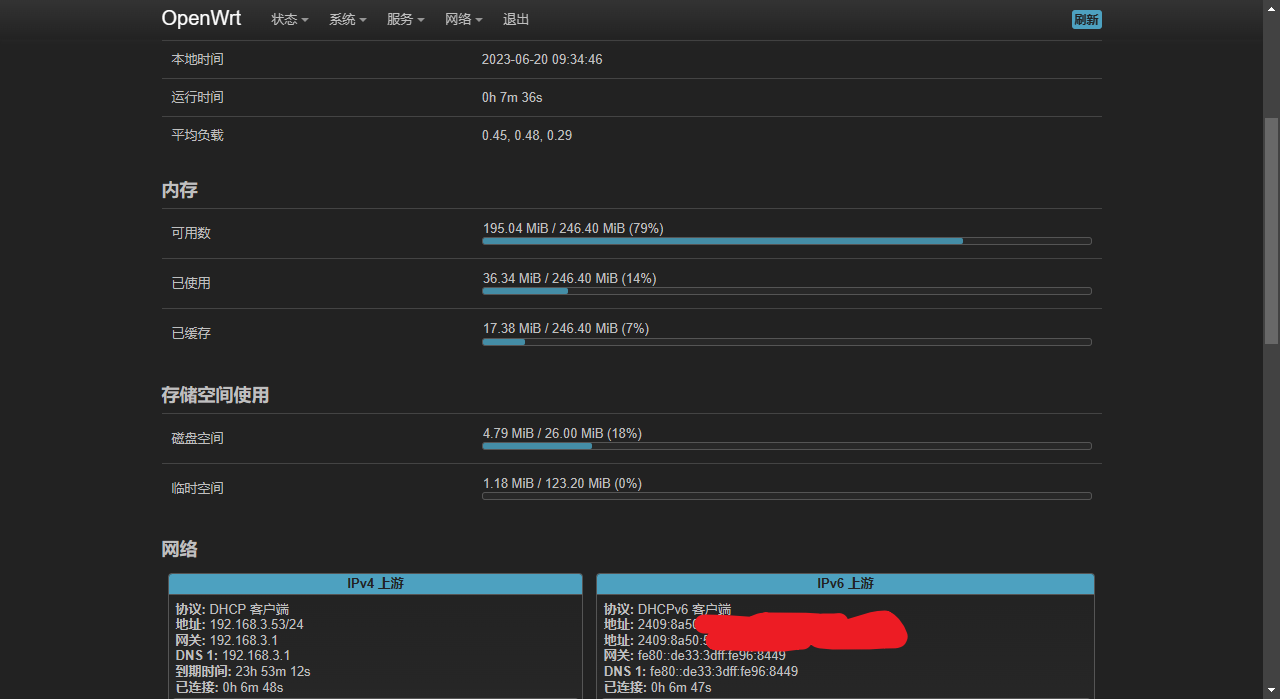 OpenWrt 状态 系统 服务 网络 退出 刷新
本地时间 2023-06-20 09:34:46
运行时间 0h 7m 36s
平均负载 0.45, 0.48, 0.29
内存
可用数 195.04 MiB / 246.40 MiB (79%)
已使用 36.34 MiB / 246.40 MiB (14%)
已缓存 17.38 MiB / 246.40 MiB (7%)
存储空间使用
磁盘空间 4.79 MiB / 26.00 MiB (18%)
临时空间 1.18 MiB / 123.20 MiB (0%)
网络
IPv4 上游
协议: DHCP 客户端
地址: 192.168.3.53/24
网关: 192.168.3.1
DNS 1: 192.168.3.1
到期时间: 23h 53m 12s
已连接: 0h 6m 48s
IPv6 上游
协议: DHCPv6 客户端
地址: 2409:8a50
地址: 2409:8a50:
网关: fe80::de33:3dff:fe96:8449
DNS 1: fe80::de33:3dff:fe96:8449
已连接: 0h 6m 47s